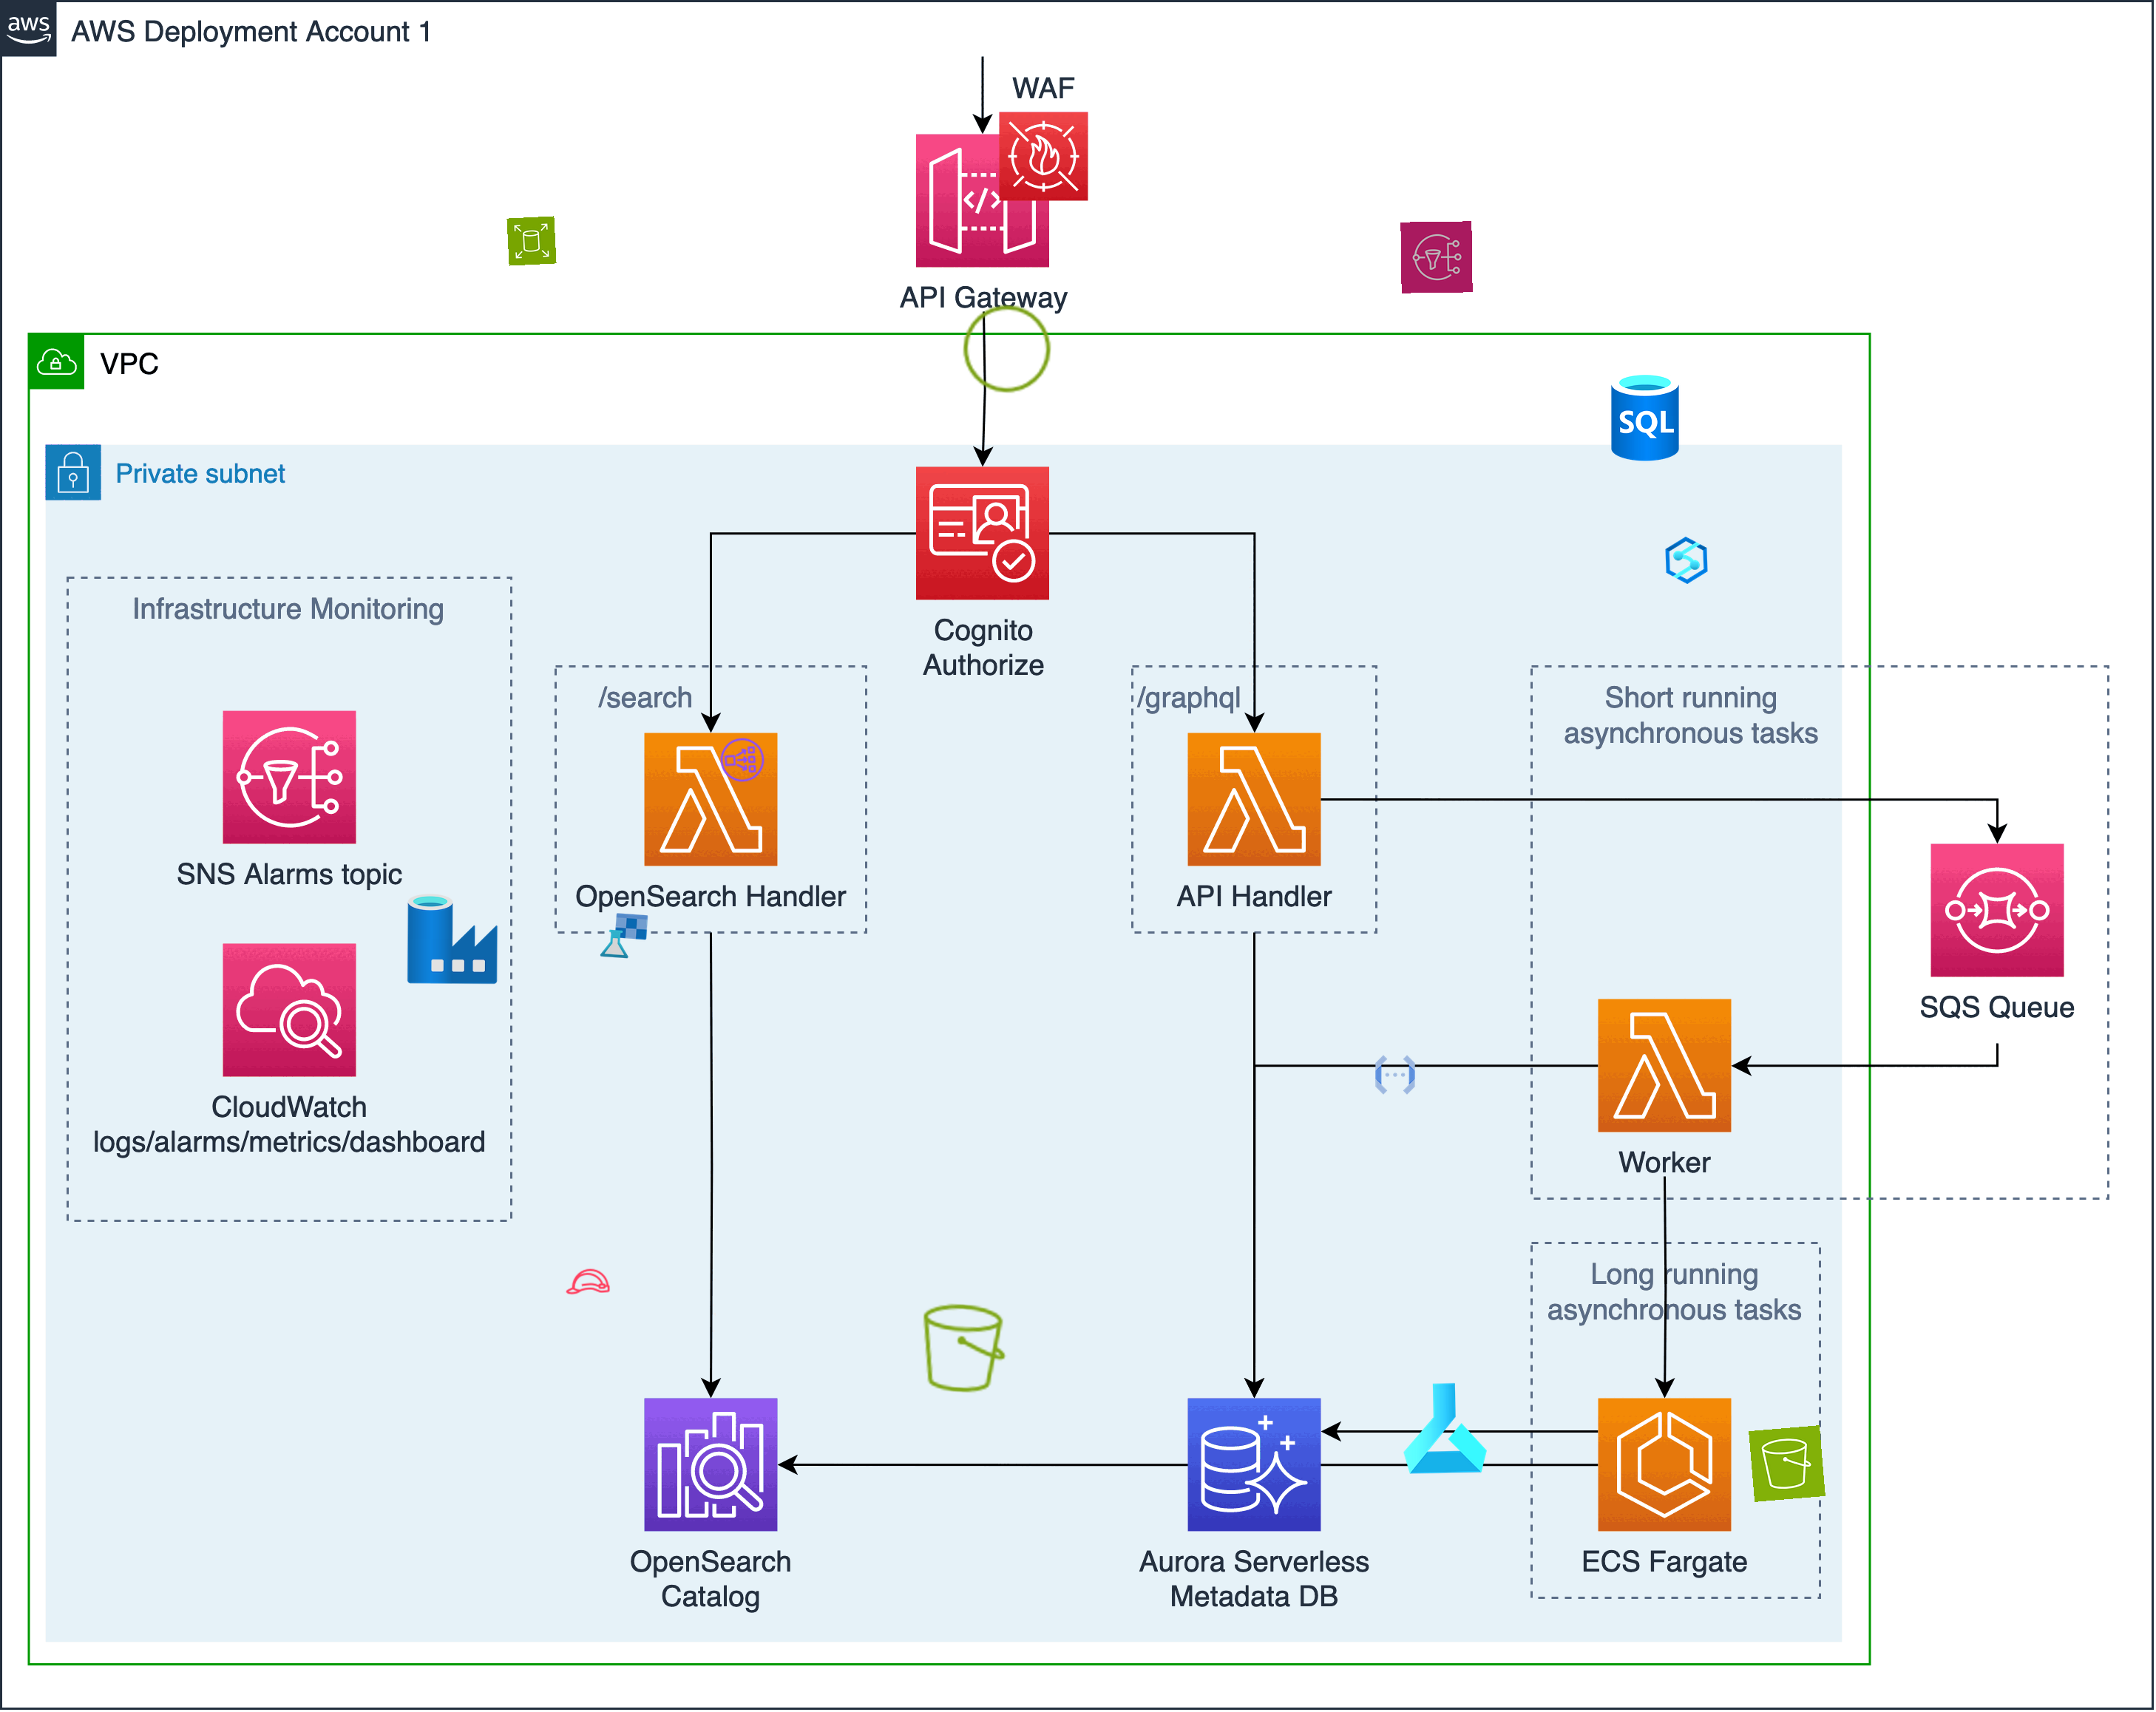 aws
AWS Deployment Account 1
WAF
API Gateway
VPC
SQL
Private subnet
Infrastructure Monitoring
Cognito
Authorize
/search
/graphql
Short running
asynchronous tasks
SNS Alarms topic
OpenSearch Handler
API Handler
SQS Queue
CloudWatch
logs/alarms/metrics/dashboard
Worker
Long running
asynchronous tasks
OpenSearch
Catalog
Aurora Serverless
Metadata DB
ECS Fargate